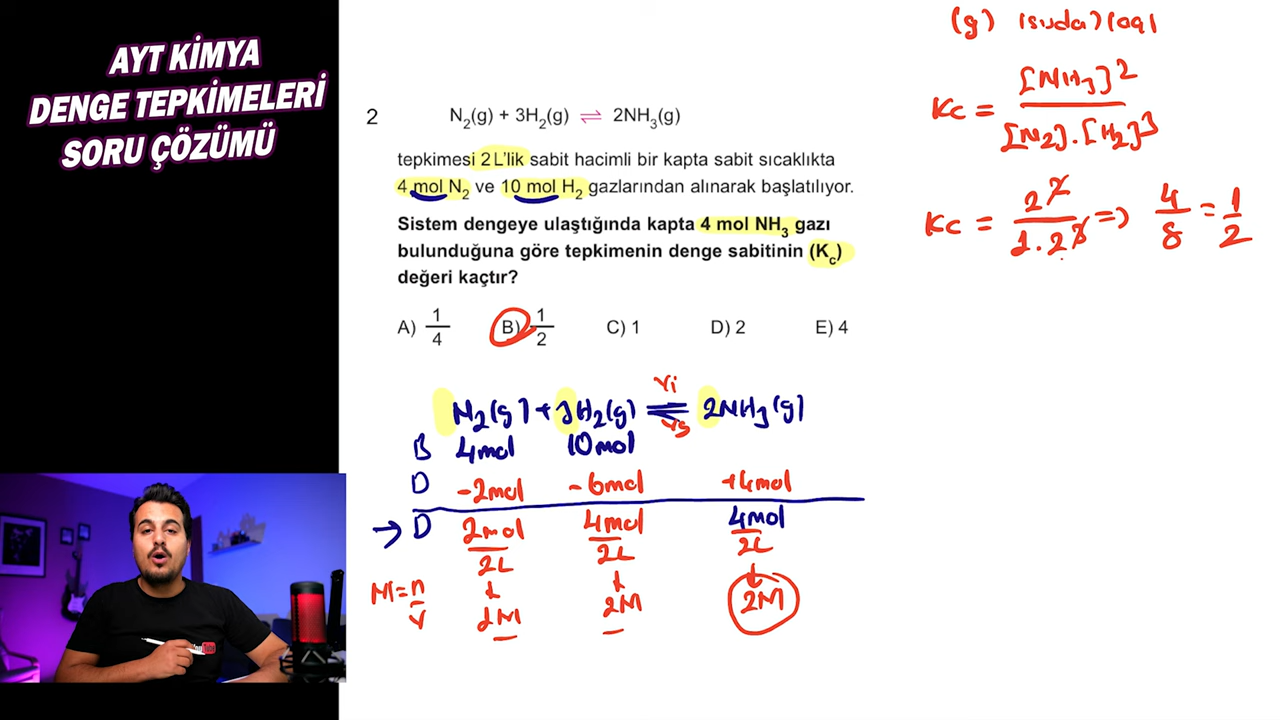 AYT KİMYA
DENGE TEPKİMELERİ
SORU ÇÖZÜMÜ
2 N₂(g) + 3H₂(g) ⇌ 2NH₃(g)
tepkimesi 2 L'lik sabit hacimli bir kapta sabit sıcaklıkta
4 mol N₂ ve 10 mol H₂ gazlarından alınarak başlatılıyor.
Sistem dengeye ulaştığında kapta 4 mol NH₃ gazı
bulunduğuna göre tepkimenin denge sabitinin (K꜀)
değeri kaçtır?
A) 1/4 B) 1/2 C) 1 D) 2 E) 4
N₂(g) + 3H₂(g) ⇌ 2NH₃(g)
Vi
Vg
B 4mol 10mol
D -2mol -6mol +4mol
→ D 2mol/2L 4mol/2L 4mol/2L
M=n/V 1M 2M 2M
(g) (suda) (aq)
Kc = [NH₃]²/[N₂].[H₂]³
Kc = 2²/1.2³ => 4/8 = 1/2